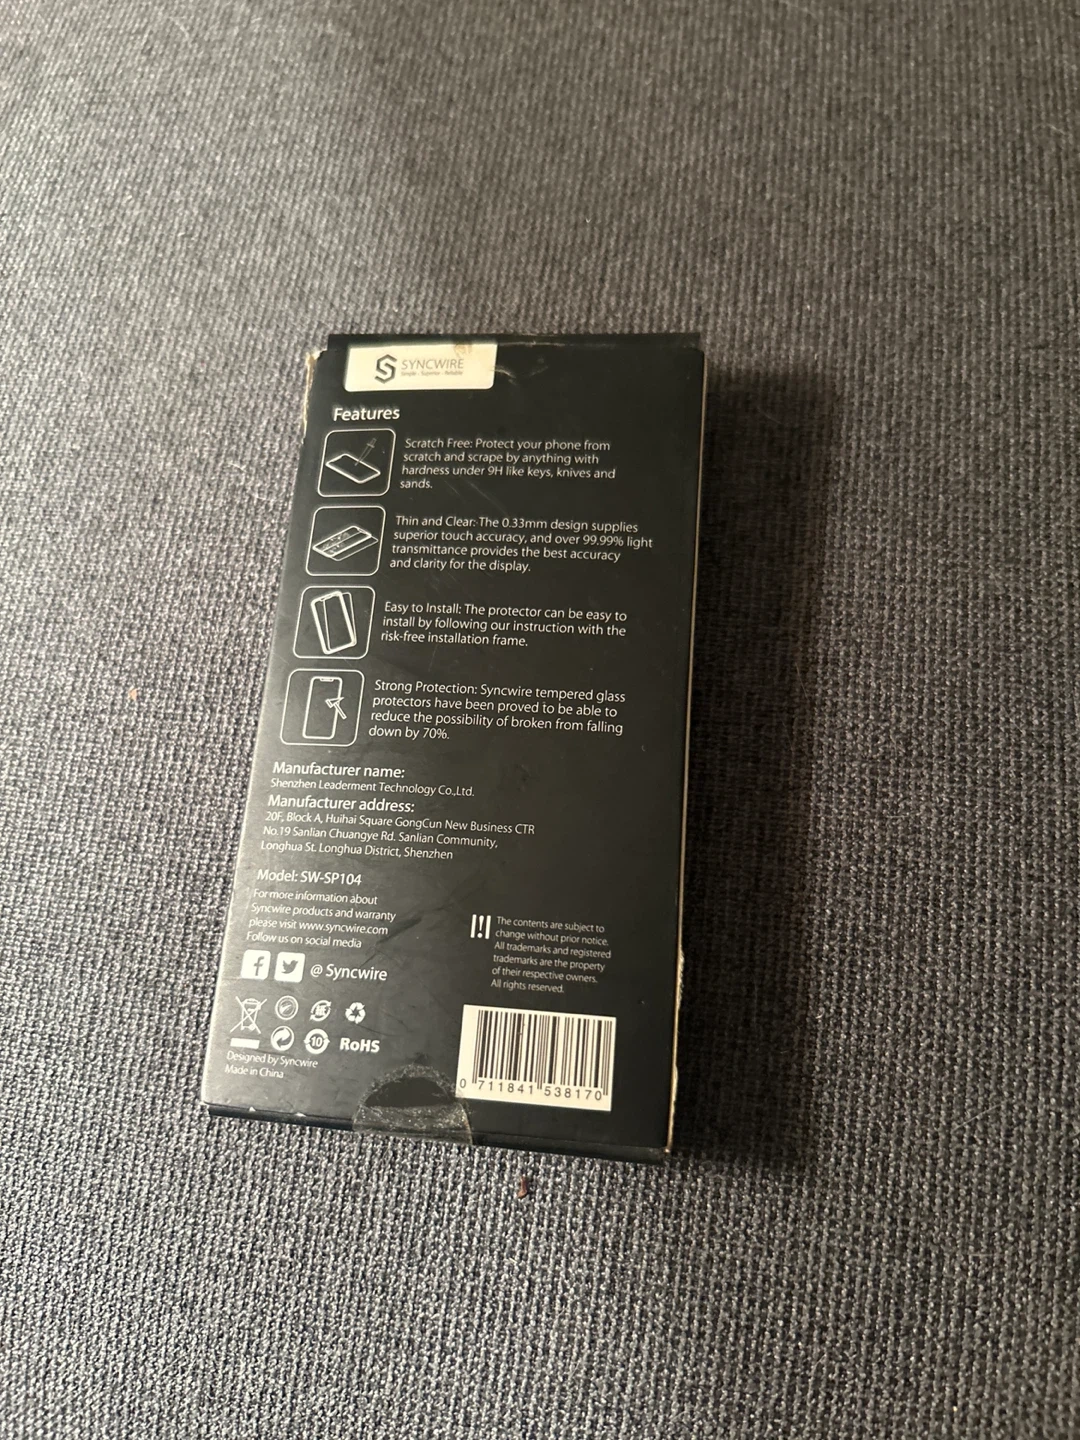 SYNCWIRE
Simple · Superior · Reliable
Features
Scratch Free: Protect your phone from
scratch and scrape by anything with
hardness under 9H like keys, knives and
sands.
Thin and Clear: The 0.33mm design supplies
superior touch accuracy, and over 99.99% light
transmittance provides the best accuracy
and clarity for the display.
Easy to Install: The protector can be easy to
install by following our instruction with the
risk-free installation frame.
Strong Protection: Syncwire tempered glass
protectors have been proved to be able to
reduce the possibility of broken from falling
down by 70%.
Manufacturer name:
Shenzhen Leaderment Technology Co.,Ltd.
Manufacturer address:
20F, Block A, Huihai Square GongCun New Business CTR
No.19 Sanlian Chuangye Rd. Sanlian Community,
Longhua St. Longhua District, Shenzhen
Model: SW-SP104
For more information about
Syncwire products and warranty
please visit www.syncwire.com
Follow us on social media
@ Syncwire
The contents are subject to
change without prior notice.
All trademarks and registered
trademarks are the property
of their respective owners.
All rights reserved.
10
RoHS
Designed by Syncwire
Made in China
0 711841 538170